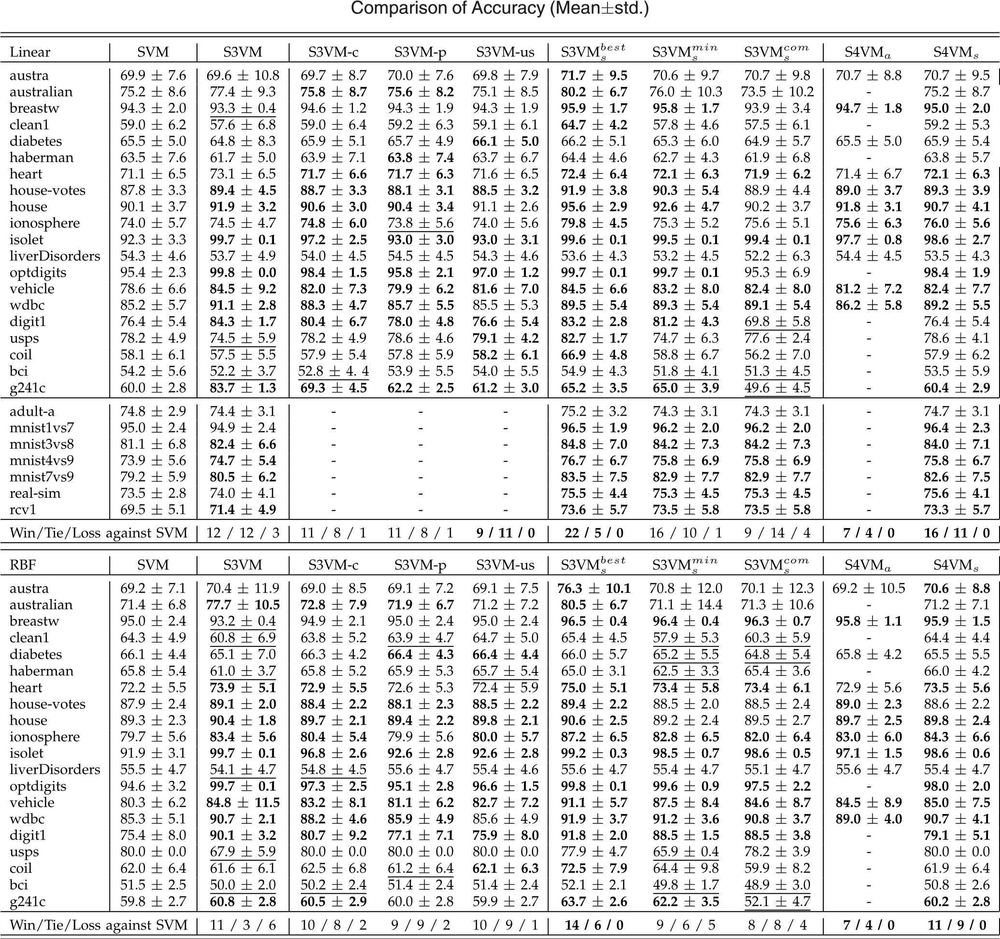 Comparison of Accuracy (Mean±std.)
Linear SVM S3VM S3VM-c S3VM-p S3VM-us S3VM_s^best S3VM_s^min S3VM_s^com S4VM_a S4VM_s
austra 69.9 ± 7.6 69.6 ± 10.8 69.7 ± 8.7 70.0 ± 7.6 69.8 ± 7.9 71.7 ± 9.5 70.6 ± 9.7 70.7 ± 9.8 70.7 ± 8.8 70.7 ± 9.5
australian 75.2 ± 8.6 77.4 ± 9.3 75.8 ± 8.7 75.6 ± 8.2 75.1 ± 8.5 80.2 ± 6.7 76.0 ± 10.3 73.5 ± 10.2 - 75.2 ± 8.7
breastw 94.3 ± 2.0 93.3 ± 0.4 94.6 ± 1.2 94.3 ± 1.9 94.3 ± 1.9 95.9 ± 1.7 95.8 ± 1.7 93.9 ± 3.4 94.7 ± 1.8 95.0 ± 2.0
clean1 59.0 ± 6.2 57.6 ± 6.8 59.0 ± 6.4 59.2 ± 6.3 59.1 ± 6.1 64.7 ± 4.2 57.8 ± 4.6 57.5 ± 6.1 - 59.2 ± 5.3
diabetes 65.5 ± 5.0 64.8 ± 8.3 65.9 ± 5.1 65.7 ± 4.9 66.1 ± 5.0 66.2 ± 5.1 65.3 ± 6.0 64.9 ± 5.7 65.5 ± 5.0 65.9 ± 5.4
haberman 63.5 ± 7.6 61.7 ± 5.0 63.9 ± 7.1 63.8 ± 7.4 63.7 ± 6.7 64.4 ± 4.6 62.7 ± 4.3 61.9 ± 6.8 - 63.8 ± 5.7
heart 71.1 ± 6.5 73.1 ± 6.5 71.7 ± 6.6 71.7 ± 6.3 71.6 ± 6.5 72.4 ± 6.4 72.1 ± 6.3 71.9 ± 6.2 71.4 ± 6.7 72.1 ± 6.3
house-votes 87.8 ± 3.3 89.4 ± 4.5 88.7 ± 3.3 88.1 ± 3.1 88.5 ± 3.2 91.9 ± 3.8 90.3 ± 5.4 88.9 ± 4.4 89.0 ± 3.7 89.3 ± 3.9
house 90.1 ± 3.7 91.9 ± 3.2 90.6 ± 3.0 90.4 ± 3.4 91.1 ± 2.6 95.6 ± 2.9 92.6 ± 4.7 90.2 ± 3.7 91.8 ± 3.1 90.7 ± 4.1
ionosphere 74.0 ± 5.7 74.5 ± 4.7 74.8 ± 6.0 73.8 ± 5.6 74.0 ± 5.6 79.8 ± 4.5 75.3 ± 5.2 75.6 ± 5.1 75.6 ± 6.3 76.0 ± 5.6
isolet 92.3 ± 3.3 99.7 ± 0.1 97.2 ± 2.5 93.0 ± 3.0 93.0 ± 3.1 99.6 ± 0.1 99.5 ± 0.1 99.4 ± 0.1 97.7 ± 0.8 98.6 ± 2.7
liverDisorders 54.3 ± 4.6 53.7 ± 4.9 54.0 ± 4.5 54.5 ± 4.5 54.3 ± 4.6 53.6 ± 4.3 53.2 ± 4.5 52.2 ± 6.3 54.4 ± 4.5 53.5 ± 4.3
optdigits 95.4 ± 2.3 99.8 ± 0.0 98.4 ± 1.5 95.8 ± 2.1 97.0 ± 1.2 99.7 ± 0.1 99.7 ± 0.1 95.3 ± 6.9 - 98.4 ± 1.9
vehicle 78.6 ± 6.6 84.5 ± 9.2 82.0 ± 7.3 79.9 ± 6.2 81.6 ± 7.0 84.5 ± 6.6 83.2 ± 8.0 82.4 ± 8.0 81.2 ± 7.2 82.4 ± 7.7
wdbc 85.2 ± 5.7 91.1 ± 2.8 88.3 ± 4.7 85.7 ± 5.5 85.5 ± 5.3 89.5 ± 5.4 89.3 ± 5.4 89.1 ± 5.4 86.2 ± 5.8 89.2 ± 5.5
digit1 76.4 ± 5.4 84.3 ± 1.7 80.4 ± 6.7 78.0 ± 4.8 76.6 ± 5.4 83.2 ± 2.8 81.2 ± 4.3 69.8 ± 5.8 - 76.4 ± 5.4
usps 78.2 ± 4.9 74.5 ± 5.9 78.2 ± 4.9 78.6 ± 4.6 79.1 ± 4.2 82.7 ± 1.7 74.7 ± 6.3 77.6 ± 2.4 - 78.6 ± 4.1
coil 58.1 ± 6.1 57.5 ± 5.5 57.9 ± 5.4 57.8 ± 5.9 58.2 ± 6.1 66.9 ± 4.8 58.8 ± 6.7 56.2 ± 7.0 - 57.9 ± 6.2
bci 54.2 ± 5.6 52.2 ± 3.7 52.8 ± 4. 4 53.9 ± 5.5 54.0 ± 5.5 54.9 ± 4.3 51.8 ± 4.1 51.3 ± 4.5 - 53.5 ± 5.9
g241c 60.0 ± 2.8 83.7 ± 1.3 69.3 ± 4.5 62.2 ± 2.5 61.2 ± 3.0 65.2 ± 3.5 65.0 ± 3.9 49.6 ± 4.5 - 60.4 ± 2.9
adult-a 74.8 ± 2.9 74.4 ± 3.1 - - - 75.2 ± 3.2 74.3 ± 3.1 74.3 ± 3.1 - 74.7 ± 3.1
mnist1vs7 95.0 ± 2.4 94.9 ± 2.4 - - - 96.5 ± 1.9 96.2 ± 2.0 96.2 ± 2.0 - 96.4 ± 2.3
mnist3vs8 81.1 ± 6.8 82.4 ± 6.6 - - - 84.8 ± 7.0 84.2 ± 7.3 84.2 ± 7.3 - 84.0 ± 7.1
mnist4vs9 73.9 ± 5.6 74.7 ± 5.4 - - - 76.7 ± 6.7 75.8 ± 6.9 75.8 ± 6.9 - 75.8 ± 6.7
mnist7vs9 79.2 ± 5.9 80.5 ± 6.2 - - - 83.5 ± 7.5 82.9 ± 7.7 82.9 ± 7.7 - 82.6 ± 7.5
real-sim 73.5 ± 2.8 74.0 ± 4.1 - - - 75.5 ± 4.4 75.3 ± 4.5 75.3 ± 4.5 - 75.6 ± 4.1
rcv1 69.5 ± 5.1 71.4 ± 4.9 - - - 73.6 ± 5.7 73.5 ± 5.8 73.5 ± 5.8 - 73.3 ± 5.7
Win/Tie/Loss against SVM 12 / 12 / 3 11 / 8 / 1 11 / 8 / 1 9 / 11 / 0 22 / 5 / 0 16 / 10 / 1 9 / 14 / 4 7 / 4 / 0 16 / 11 / 0
RBF SVM S3VM S3VM-c S3VM-p S3VM-us S3VM_s^best S3VM_s^min S3VM_s^com S4VM_a S4VM_s
austra 69.2 ± 7.1 70.4 ± 11.9 69.0 ± 8.5 69.1 ± 7.2 69.1 ± 7.5 76.3 ± 10.1 70.8 ± 12.0 70.1 ± 12.3 69.2 ± 10.5 70.6 ± 8.8
australian 71.4 ± 6.8 77.7 ± 10.5 72.8 ± 7.9 71.9 ± 6.7 71.2 ± 7.2 80.5 ± 6.7 71.1 ± 14.4 71.3 ± 10.6 - 71.2 ± 7.1
breastw 95.0 ± 2.4 93.2 ± 0.4 94.9 ± 2.1 95.0 ± 2.4 95.0 ± 2.4 96.5 ± 0.4 96.4 ± 0.4 96.3 ± 0.7 95.8 ± 1.1 95.9 ± 1.5
clean1 64.3 ± 4.9 60.8 ± 6.9 63.8 ± 5.2 63.9 ± 4.7 64.7 ± 5.0 65.4 ± 4.5 57.9 ± 5.3 60.3 ± 5.9 - 64.4 ± 4.4
diabetes 66.1 ± 4.4 65.1 ± 7.0 66.3 ± 4.2 66.4 ± 4.3 66.4 ± 4.4 66.0 ± 5.7 65.2 ± 5.5 64.8 ± 5.4 65.8 ± 4.2 65.5 ± 5.5
haberman 65.8 ± 5.4 61.0 ± 3.7 65.8 ± 5.2 65.9 ± 5.3 65.7 ± 5.4 65.0 ± 3.1 62.5 ± 3.3 65.4 ± 3.6 - 66.0 ± 4.2
heart 72.2 ± 5.5 73.9 ± 5.1 72.9 ± 5.5 72.6 ± 5.3 72.4 ± 5.9 75.0 ± 5.1 73.4 ± 5.8 73.4 ± 6.1 72.9 ± 5.6 73.5 ± 5.6
house-votes 87.9 ± 2.4 89.1 ± 2.0 88.4 ± 2.2 88.1 ± 2.3 88.5 ± 2.2 89.4 ± 2.2 88.5 ± 2.0 88.5 ± 2.4 89.0 ± 2.3 88.6 ± 2.2
house 89.3 ± 2.3 90.4 ± 1.8 89.7 ± 2.1 89.4 ± 2.2 89.8 ± 2.1 90.6 ± 2.5 89.2 ± 2.4 89.5 ± 2.7 89.7 ± 2.5 89.8 ± 2.4
ionosphere 79.7 ± 5.6 83.4 ± 5.6 80.4 ± 5.4 79.9 ± 5.6 80.0 ± 5.7 87.2 ± 6.5 82.8 ± 6.5 82.0 ± 6.4 83.0 ± 6.0 84.3 ± 6.6
isolet 91.9 ± 3.1 99.7 ± 0.1 96.8 ± 2.6 92.6 ± 2.8 92.6 ± 2.8 99.2 ± 0.3 98.5 ± 0.7 98.6 ± 0.5 97.1 ± 1.5 98.6 ± 0.6
liverDisorders 55.5 ± 4.7 54.1 ± 4.7 54.8 ± 4.5 55.6 ± 4.7 55.4 ± 4.6 55.6 ± 4.7 55.4 ± 4.7 55.1 ± 4.7 55.6 ± 4.7 55.4 ± 4.7
optdigits 94.6 ± 3.2 99.7 ± 0.1 97.3 ± 2.5 95.1 ± 2.8 96.6 ± 1.5 99.8 ± 0.1 99.6 ± 0.9 97.5 ± 2.2 - 98.0 ± 2.0
vehicle 80.3 ± 6.2 84.8 ± 11.5 83.2 ± 8.1 81.1 ± 6.2 82.7 ± 7.2 91.1 ± 5.7 87.5 ± 8.4 84.6 ± 8.7 84.5 ± 8.9 85.0 ± 7.5
wdbc 85.3 ± 5.1 90.7 ± 2.1 88.2 ± 4.6 85.9 ± 4.9 85.6 ± 4.9 91.9 ± 3.7 91.2 ± 3.6 90.8 ± 3.7 89.0 ± 4.0 90.7 ± 4.1
digit1 75.4 ± 8.0 90.1 ± 3.2 80.7 ± 9.2 77.1 ± 7.1 75.9 ± 8.0 91.8 ± 2.0 88.5 ± 1.5 88.5 ± 3.8 - 79.1 ± 5.1
usps 80.0 ± 0.0 67.9 ± 5.9 80.0 ± 0.0 80.0 ± 0.0 80.0 ± 0.0 77.9 ± 4.7 65.9 ± 0.4 78.2 ± 3.9 - 80.0 ± 0.0
coil 62.0 ± 6.4 61.6 ± 6.1 62.5 ± 6.8 61.2 ± 6.4 62.1 ± 6.3 72.5 ± 7.9 64.4 ± 9.8 59.9 ± 8.2 - 61.9 ± 6.4
bci 51.5 ± 2.5 50.0 ± 2.0 50.2 ± 2.4 51.4 ± 2.4 51.4 ± 2.4 52.1 ± 2.1 49.8 ± 1.7 48.9 ± 3.0 - 50.8 ± 2.6
g241c 59.8 ± 2.7 60.8 ± 2.8 60.5 ± 2.9 60.0 ± 2.8 59.9 ± 2.7 63.7 ± 2.6 62.2 ± 3.5 52.1 ± 4.7 - 60.2 ± 2.8
Win/Tie/Loss against SVM 11 / 3 / 6 10 / 8 / 2 9 / 9 / 2 10 / 9 / 1 14 / 6 / 0 9 / 6 / 5 8 / 8 / 4 7 / 4 / 0 11 / 9 / 0